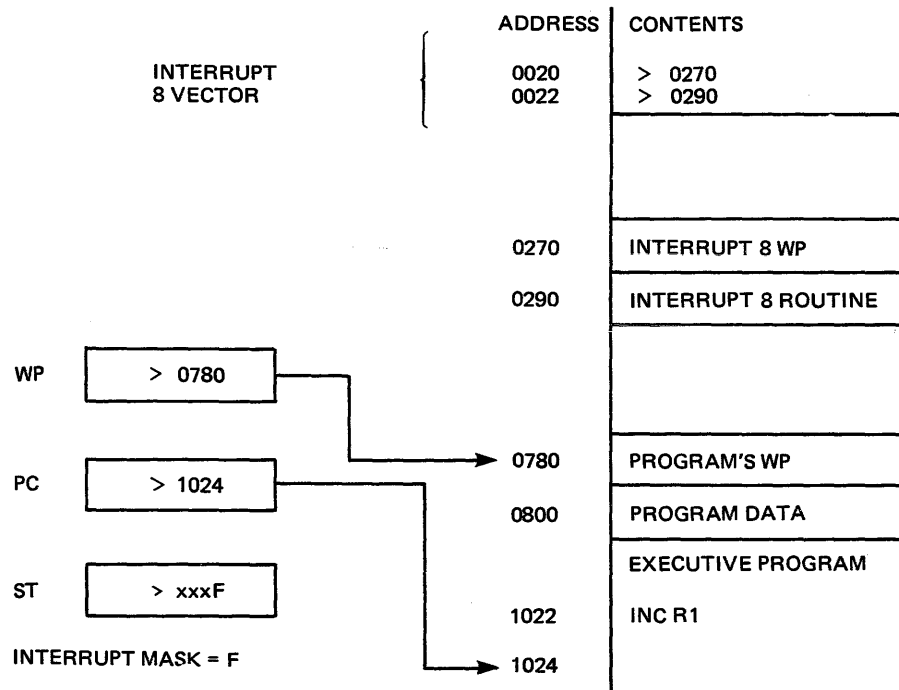 ADDRESS CONTENTS
INTERRUPT 8 VECTOR
0020 > 0270
0022 > 0290
0270 INTERRUPT 8 WP
0290 INTERRUPT 8 ROUTINE
WP > 0780
0780 PROGRAM'S WP
PC > 1024
0800 PROGRAM DATA
EXECUTIVE PROGRAM
ST > xxxF
1022 INC R1
INTERRUPT MASK = F
1024